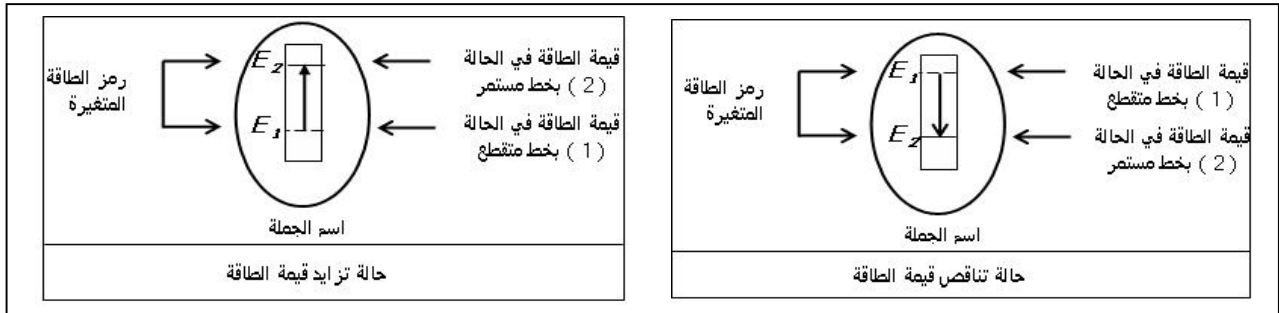 قيمة الطاقة في الحالة
( 2 ) بخط مستمر
E₂
رمز الطاقة
المتغيرة
قيمة الطاقة في الحالة
( 1 ) بخط متقطع
E₁
اسم الجملة
حالة تزايد قيمة الطاقة
قيمة الطاقة في الحالة
( 1 ) بخط متقطع
E₁
رمز الطاقة
المتغيرة
قيمة الطاقة في الحالة
( 2 ) بخط مستمر
E₂
اسم الجملة
حالة تناقص قيمة الطاقة